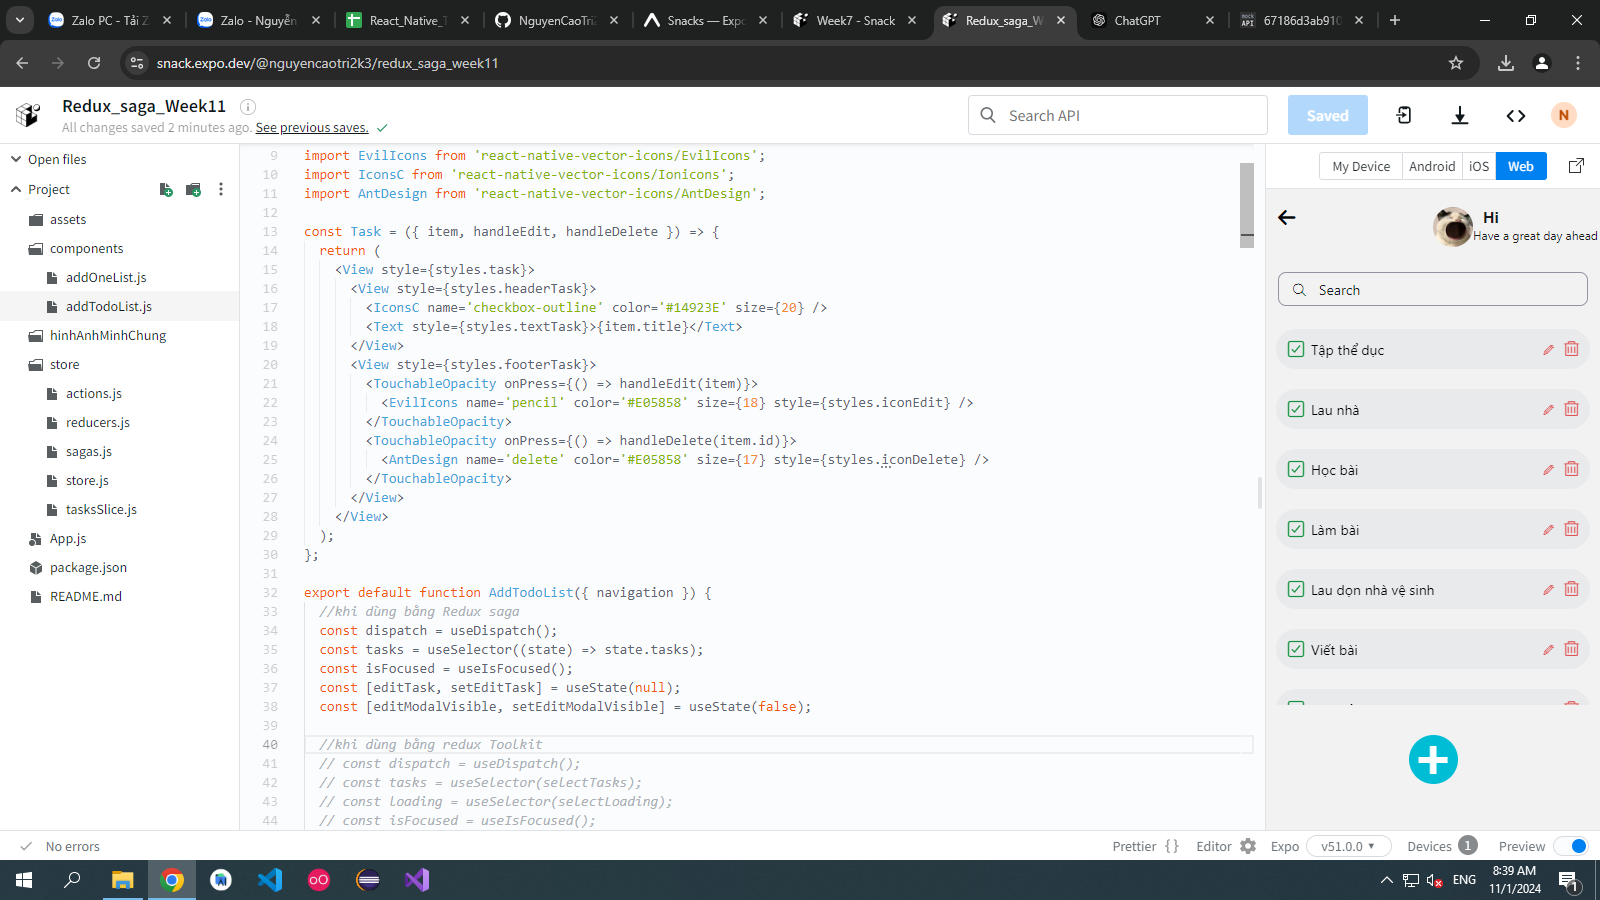 Zalo PC - Tải Z
Zalo - Nguyễn
React_Native_T
NguyenCaoTri2
Snacks — Expo
Week7 - Snack
Redux_saga_W
ChatGPT
67186d3ab910
snack.expo.dev/@nguyencaotri2k3/redux_saga_week11
Redux_saga_Week11
All changes saved 2 minutes ago. See previous saves.
Search API
Saved
N
Open files
Project
assets
components
addOneList.js
addTodoList.js
hinhAnhMinhChung
store
actions.js
reducers.js
sagas.js
store.js
tasksSlice.js
App.js
package.json
README.md
9 import EvilIcons from 'react-native-vector-icons/EvilIcons';
10 import IconsC from 'react-native-vector-icons/Ionicons';
11 import AntDesign from 'react-native-vector-icons/AntDesign';
12
13 const Task = ({ item, handleEdit, handleDelete }) => {
14 return (
15 <View style={styles.task}>
16 <View style={styles.headerTask}>
17 <IconsC name='checkbox-outline' color='#14923E' size={20} />
18 <Text style={styles.textTask}>{item.title}</Text>
19 </View>
20 <View style={styles.footerTask}>
21 <TouchableOpacity onPress={() => handleEdit(item)}>
22 <EvilIcons name='pencil' color='#E05858' size={18} style={styles.iconEdit} />
23 </TouchableOpacity>
24 <TouchableOpacity onPress={() => handleDelete(item.id)}>
25 <AntDesign name='delete' color='#E05858' size={17} style={styles.iconDelete} />
26 </TouchableOpacity>
27 </View>
28 </View>
29 );
30 };
31
32 export default function AddTodoList({ navigation }) {
33 //khi dùng bằng Redux saga
34 const dispatch = useDispatch();
35 const tasks = useSelector((state) => state.tasks);
36 const isFocused = useIsFocused();
37 const [editTask, setEditTask] = useState(null);
38 const [editModalVisible, setEditModalVisible] = useState(false);
39
40 //khi dùng bằng redux Toolkit
41 // const dispatch = useDispatch();
42 // const tasks = useSelector(selectTasks);
43 // const loading = useSelector(selectLoading);
44 // const isFocused = useIsFocused();
My Device
Android
iOS
Web
Hi
Have a great day ahead
Search
Tập thể dục
Lau nhà
Học bài
Làm bài
Lau dọn nhà vệ sinh
Viết bài
No errors
Prettier { }
Editor
Expo
v51.0.0
Devices 1
Preview
ENG
8:39 AM
11/1/2024
1